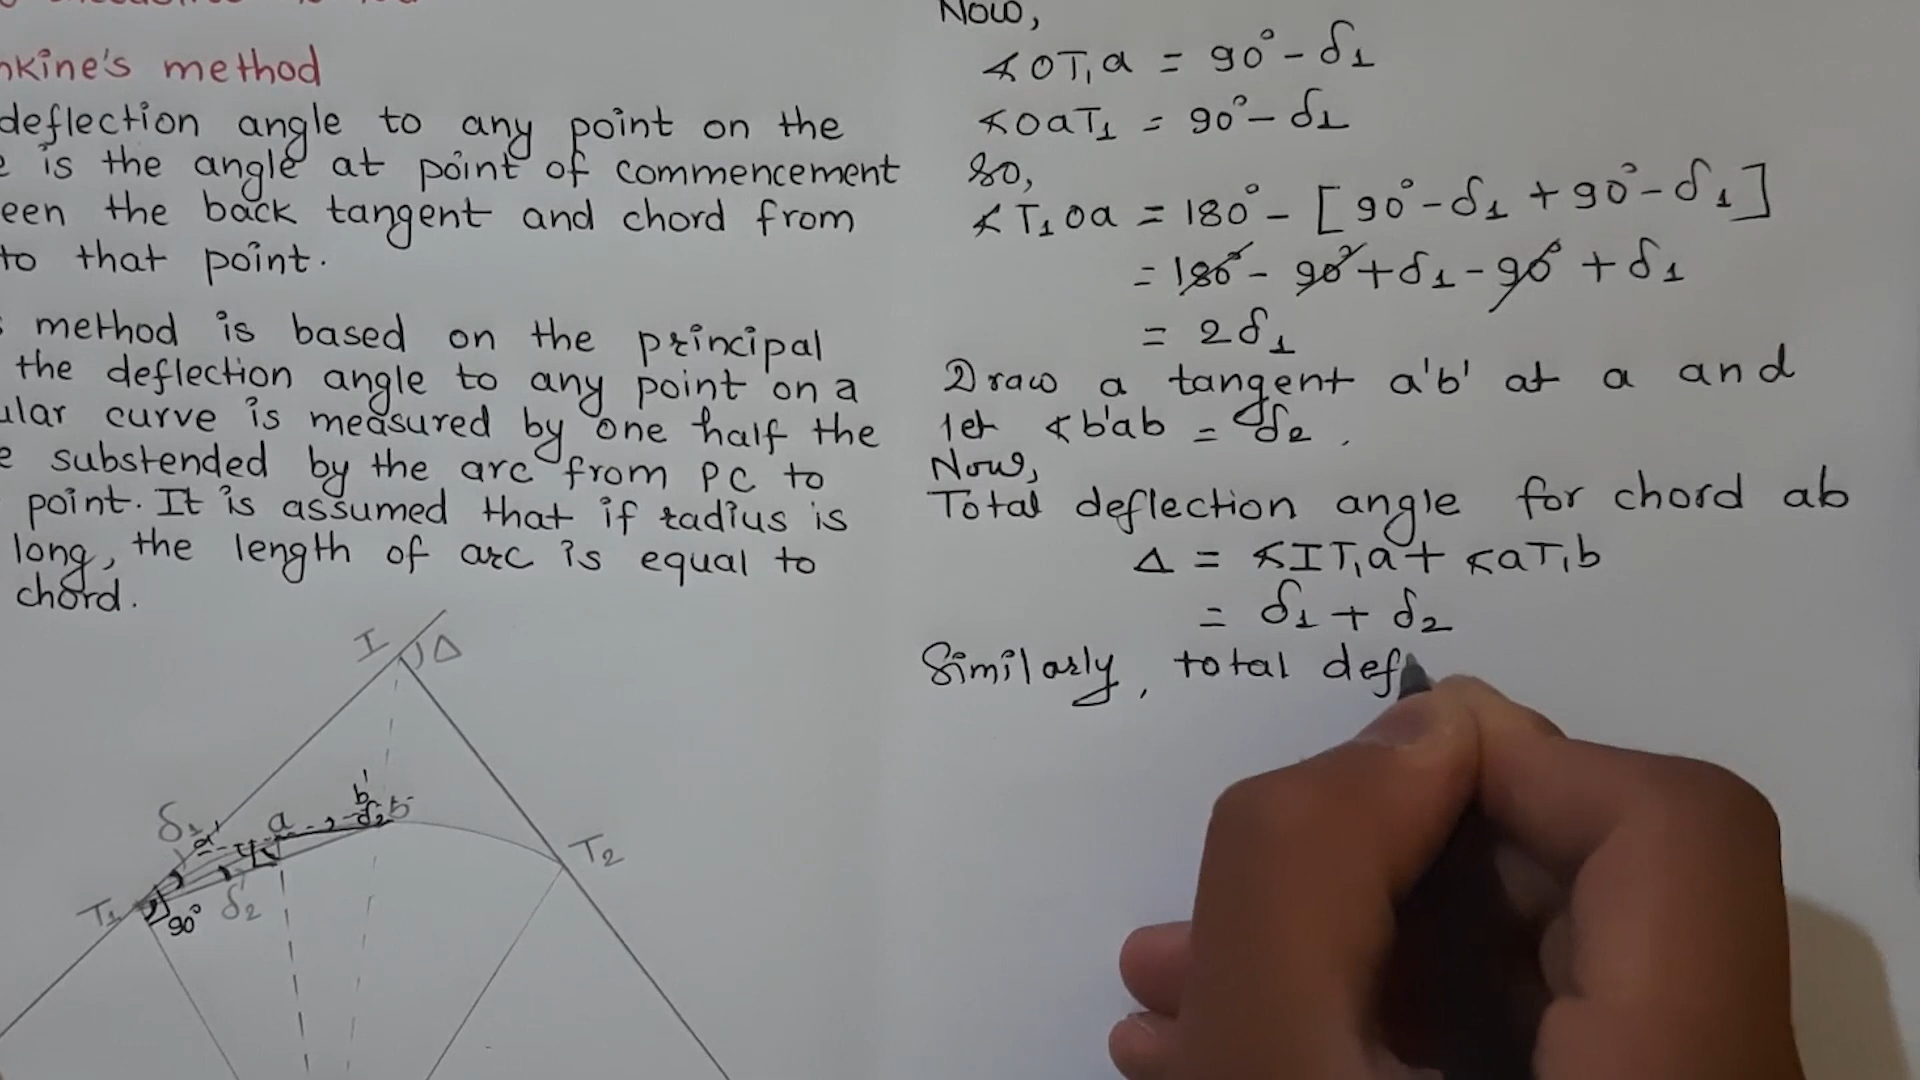 nkine's method
deflection angle to any point on the
e is the angle at point of commencement
een the back tangent and chord from
to that point.
s method is based on the principal
the deflection angle to any point on a
ular curve is measured by one half the
e substended by the arc from PC to
point. It is assumed that if radius is
long, the length of arc is equal to
chord.
I Δ
δ1 a' a b' δ2 b
T1 90° δ2 T2
Now,
∠OT1a = 90° - δ1
∠OaT1 = 90° - δ1
So,
∠T1Oa = 180° - [90° - δ1 + 90° - δ1]
= 180° - 90° + δ1 - 90° + δ1
= 2δ1
Draw a tangent a'b' at a and
let ∠b'ab = δ2.
Now,
Total deflection angle for chord ab
Δ = ∠IT1a + ∠aT1b
= δ1 + δ2
Similarly, total def